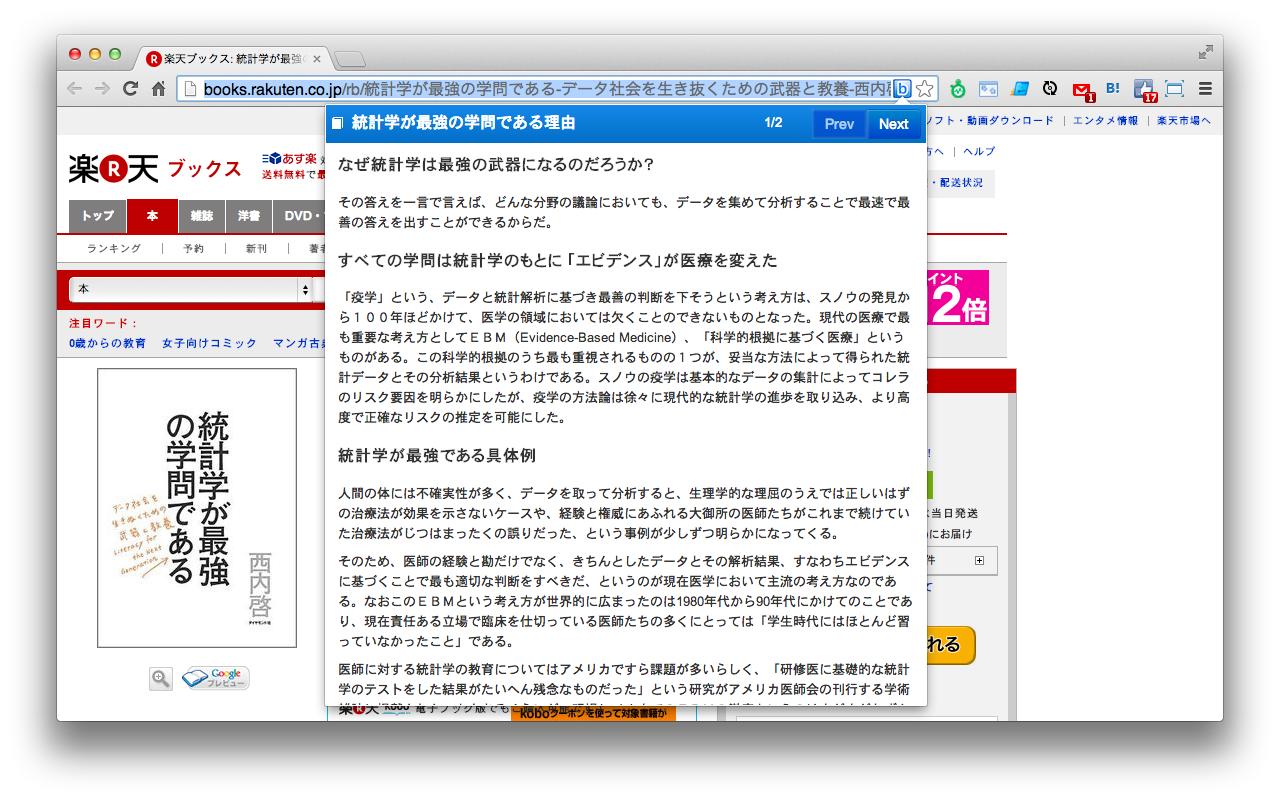 楽天ブックス: 統計学が最強
books.rakuten.co.jp/rb/統計学が最強の学問である-データ社会を生き抜くための武器と教養-西内
B!
1
17
統計学が最強の学問である理由
1/2
Prev
Next
ソフト・動画ダウンロード | エンタメ情報 | 楽天市場へ
方へ | ヘルプ
・配送状況
楽天 ブックス
あす楽
送料無料で最
トップ
本
雑誌
洋書
DVD・
ランキング | 予約 | 新刊 | 著者
本
注目ワード：
0歳からの教育 女子向けコミック マンガ古
イント
2倍
統計学が最強
の学問である
データ社会を
生きぬくための
武器と教養
Literacy for
the Next
Generation
西内啓
ダイヤモンド社
Google
プレビュー
なぜ統計学は最強の武器になるのだろうか？
その答えを一言で言えば、どんな分野の議論においても、データを集めて分析することで最速で最
善の答えを出すことができるからだ。
すべての学問は統計学のもとに 「エビデンス」が医療を変えた
「疫学」という、データと統計解析に基づき最善の判断を下そうという考え方は、スノウの発見か
ら１００年ほどかけて、医学の領域においては欠くことのできないものとなった。現代の医療で最
も重要な考え方としてＥＢＭ（Evidence-Based Medicine）、「科学的根拠に基づく医療」という
ものがある。この科学的根拠のうち最も重視されるものの１つが、妥当な方法によって得られた統
計データとその分析結果というわけである。スノウの疫学は基本的なデータの集計によってコレラ
のリスク要因を明らかにしたが、疫学の方法論は徐々に現代的な統計学の進歩を取り込み、より高
度で正確なリスクの推定を可能にした。
統計学が最強である具体例
人間の体には不確実性が多く、データを取って分析すると、生理学的な理屈のうえでは正しいはず
の治療法が効果を示さないケースや、経験と権威にあふれる大御所の医師たちがこれまで続けてい
た治療法がじつはまったくの誤りだった、という事例が少しずつ明らかになってくる。
そのため、医師の経験と勘だけでなく、きちんとしたデータとその解析結果、すなわちエビデンス
に基づくことで最も適切な判断をすべきだ、というのが現在医学において主流の考え方なのであ
る。なおこのＥＢＭという考え方が世界的に広まったのは1980年代から90年代にかけてのことであ
り、現在責任ある立場で臨床を仕切っている医師たちの多くにとっては「学生時代にはほとんど習
っていなかったこと」である。
医師に対する統計学の教育についてはアメリカですら課題が多いらしく、「研修医に基礎的な統計
学のテストをした結果がたいへん残念なものだった」という研究がアメリカ医師会の刊行する学術
！
当日発送
にお届け
件
て
れる
楽天
電子ブック版でもご
koboクーポンを使って対象書籍が